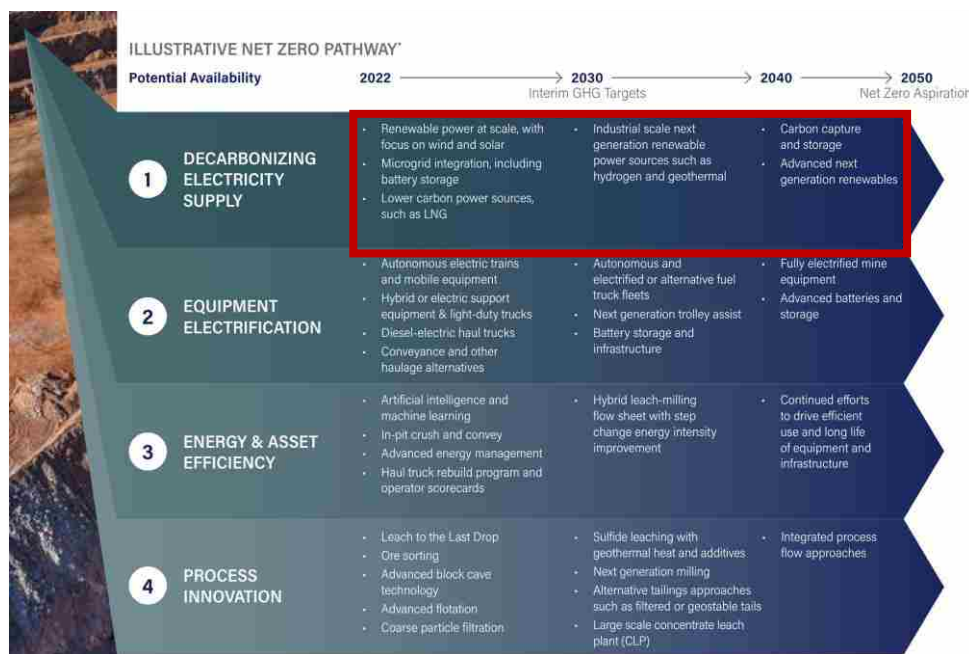 ILLUSTRATIVE NET ZERO PATHWAY*
Potential Availability
2022
2030
2040
2050
Interim GHG Targets
Net Zero Aspiration
1
DECARBONIZING
ELECTRICITY
SUPPLY
• Renewable power at scale, with
focus on wind and solar
• Microgrid integration, including
battery storage
• Lower carbon power sources,
such as LNG
• Industrial scale next
generation renewable
power sources such as
hydrogen and geothermal
• Carbon capture
and storage
• Advanced next
generation renewables
2
EQUIPMENT
ELECTRIFICATION
• Autonomous electric trains
and mobile equipment
• Hybrid or electric support
equipment & light-duty trucks
• Diesel-electric haul trucks
• Conveyance and other
haulage alternatives
• Autonomous and
electrified or alternative fuel
truck fleets
• Next generation trolley assist
• Battery storage and
infrastructure
• Fully electrified mine
equipment
• Advanced batteries and
storage
3
ENERGY & ASSET
EFFICIENCY
• Artificial intelligence and
machine learning
• In-pit crush and convey
• Advanced energy management
• Haul truck rebuild program and
operator scorecards
• Hybrid leach-milling
flow sheet with step
change energy intensity
improvement
• Continued efforts
to drive efficient
use and long life
of equipment and
infrastructure
4
PROCESS
INNOVATION
• Leach to the Last Drop
• Ore sorting
• Advanced block cave
technology
• Advanced flotation
• Coarse particle filtration
• Sulfide leaching with
geothermal heat and additives
• Next generation milling
• Alternative tailings approaches
such as filtered or geostable tails
• Large scale concentrate leach
plant (CLP)
• Integrated process
flow approaches